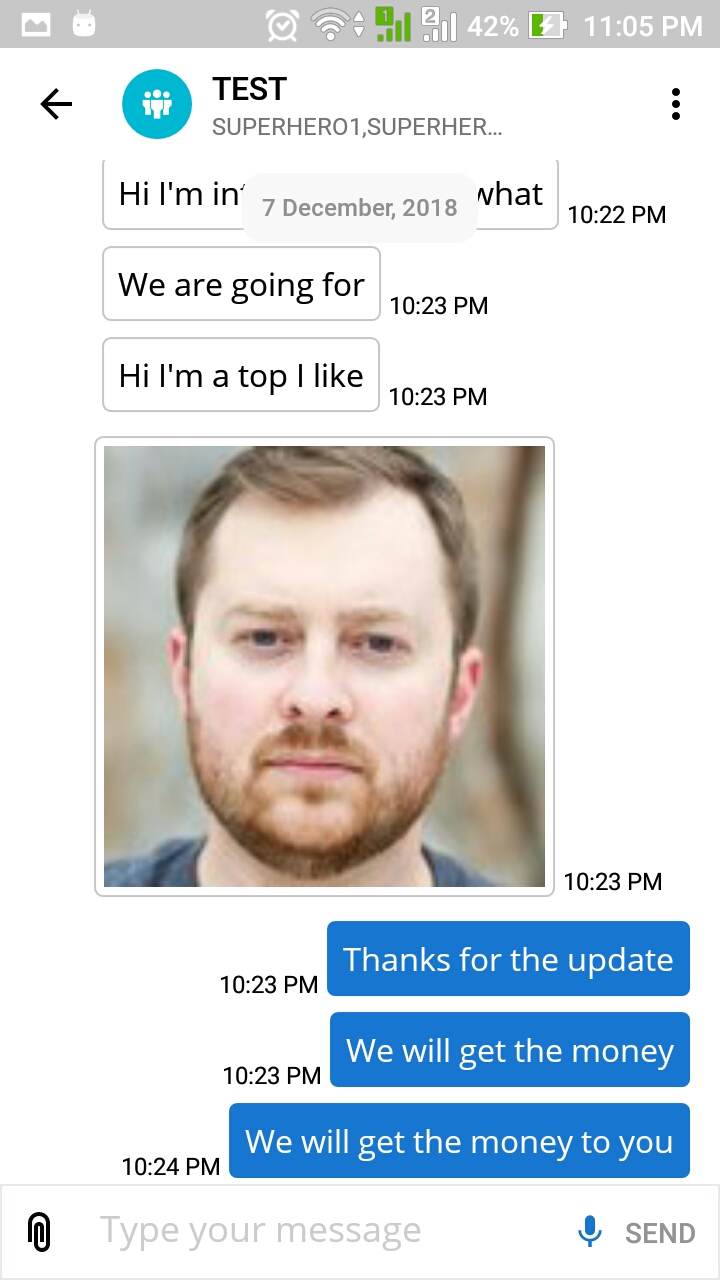 1 2 42% 11:05 PM
TEST
SUPERHERO1,SUPERHER...
Hi I'm what
7 December, 2018
10:22 PM
We are going for
10:23 PM
Hi I'm a top I like
10:23 PM
10:23 PM
Thanks for the update
10:23 PM
We will get the money
10:23 PM
We will get the money to you
10:24 PM
Type your message
SEND